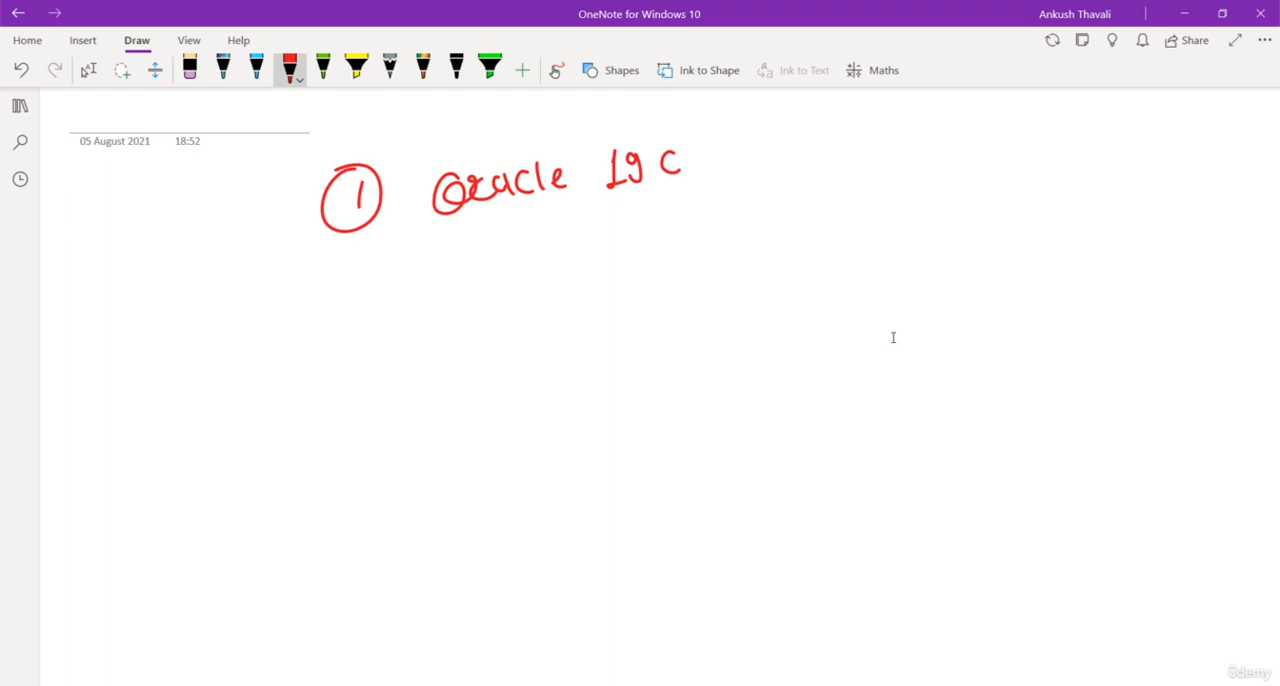 OneNote for Windows 10
Ankush Thavali
Home
Insert
Draw
View
Help
Share
Shapes
Ink to Shape
Ink to Text
Maths
05 August 2021 18:52
1 Oracle 19 c
ûdemy